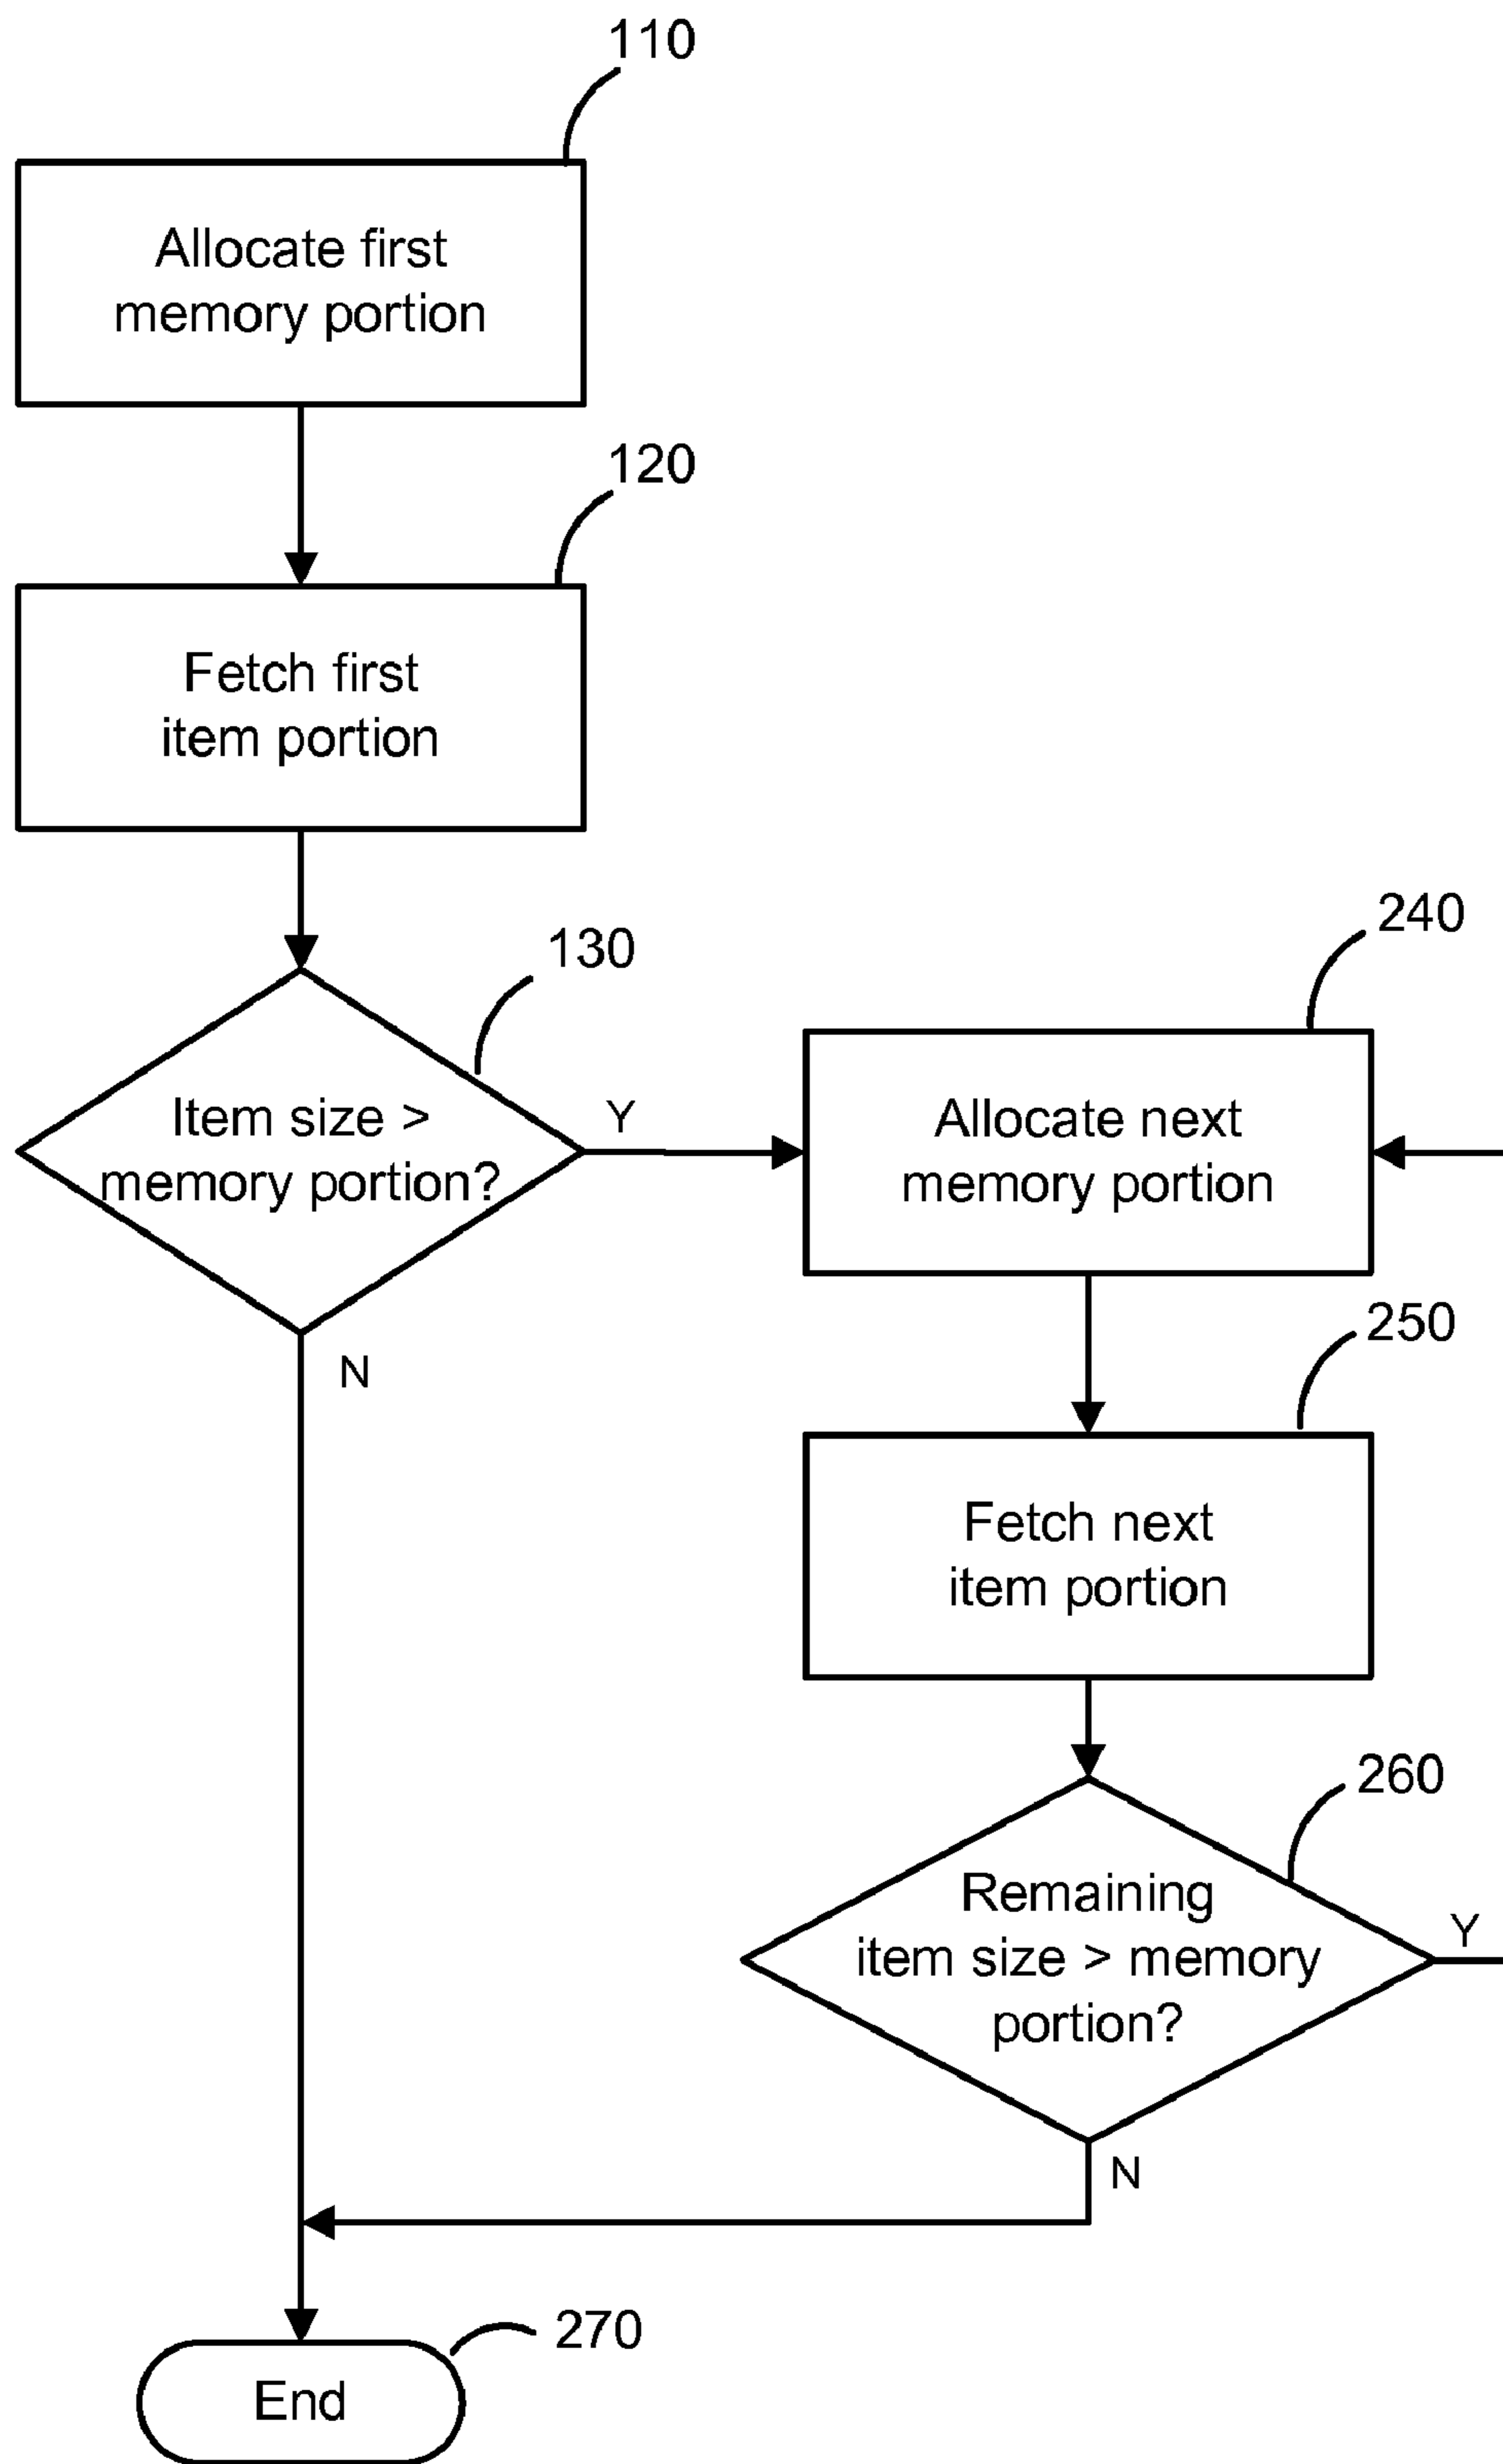 110
Allocate first
memory portion
120
Fetch first
item portion
130
Item size >
memory portion?
Y
N
240
Allocate next
memory portion
250
Fetch next
item portion
260
Remaining
item size > memory
portion?
Y
N
270
End